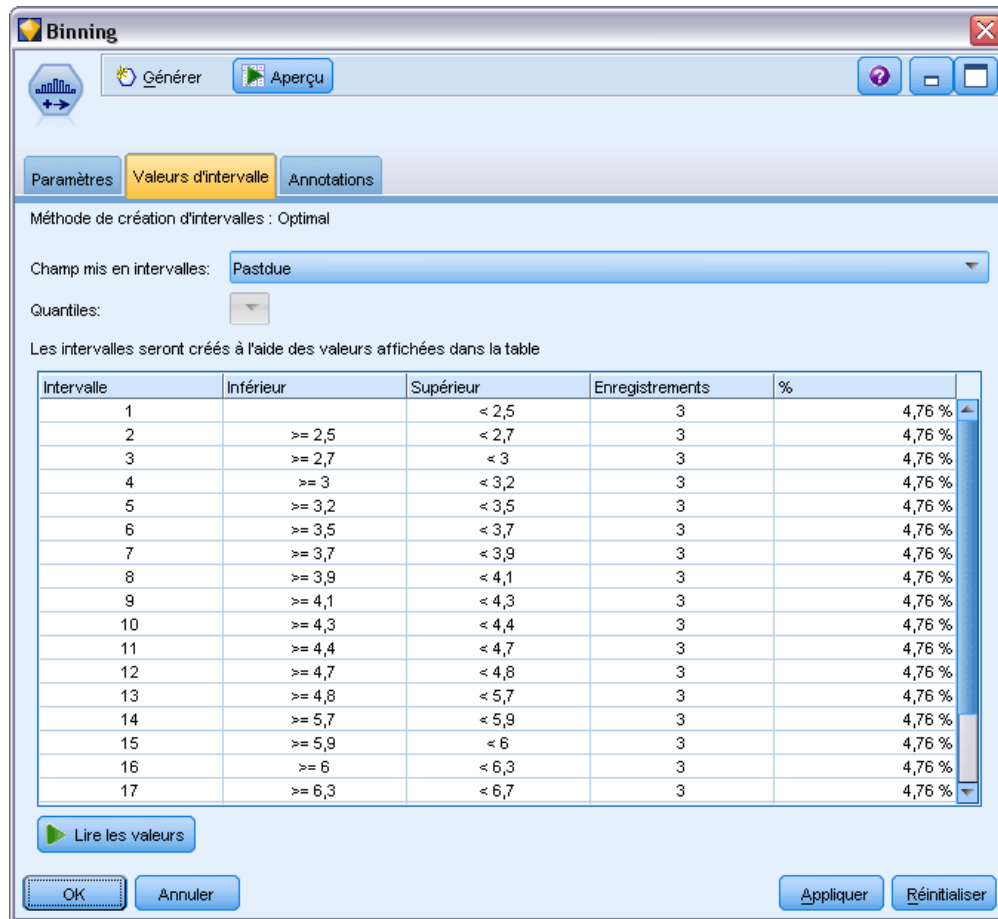 Binning
Générer Aperçu
Paramètres Valeurs d'intervalle Annotations
Méthode de création d'intervalles : Optimal
Champ mis en intervalles: Pastdue
Quantiles:
Les intervalles seront créés à l'aide des valeurs affichées dans la table
Intervalle Inférieur Supérieur Enregistrements %
1 < 2,5 3 4,76 %
2 >= 2,5 < 2,7 3 4,76 %
3 >= 2,7 < 3 3 4,76 %
4 >= 3 < 3,2 3 4,76 %
5 >= 3,2 < 3,5 3 4,76 %
6 >= 3,5 < 3,7 3 4,76 %
7 >= 3,7 < 3,9 3 4,76 %
8 >= 3,9 < 4,1 3 4,76 %
9 >= 4,1 < 4,3 3 4,76 %
10 >= 4,3 < 4,4 3 4,76 %
11 >= 4,4 < 4,7 3 4,76 %
12 >= 4,7 < 4,8 3 4,76 %
13 >= 4,8 < 5,7 3 4,76 %
14 >= 5,7 < 5,9 3 4,76 %
15 >= 5,9 < 6 3 4,76 %
16 >= 6 < 6,3 3 4,76 %
17 >= 6,3 < 6,7 3 4,76 %
Lire les valeurs
OK Annuler Appliquer Réinitialiser